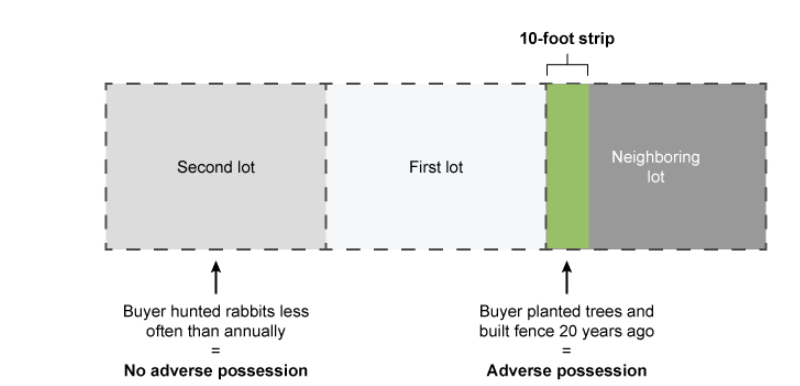 10-foot strip
Second lot
First lot
Neighboring
lot
Buyer hunted rabbits less
often than annually
=
No adverse possession
Buyer planted trees and
built fence 20 years ago
=
Adverse possession